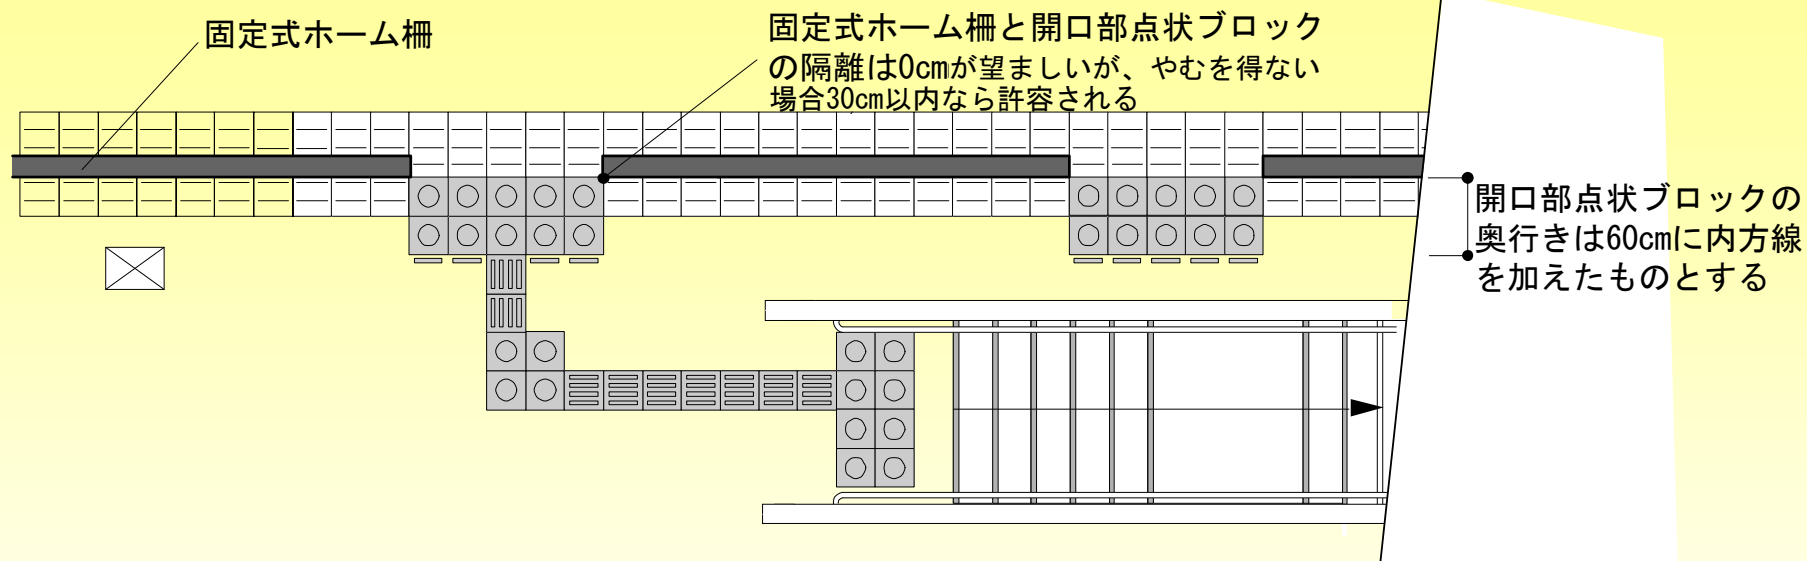 固定式ホーム柵
固定式ホーム柵と開口部点状ブロック
の隔離は0cmが望ましいが、やむを得ない
場合30cm以内なら許容される
開口部点状ブロックの
奥行きは60cmに内方線
を加えたものとする